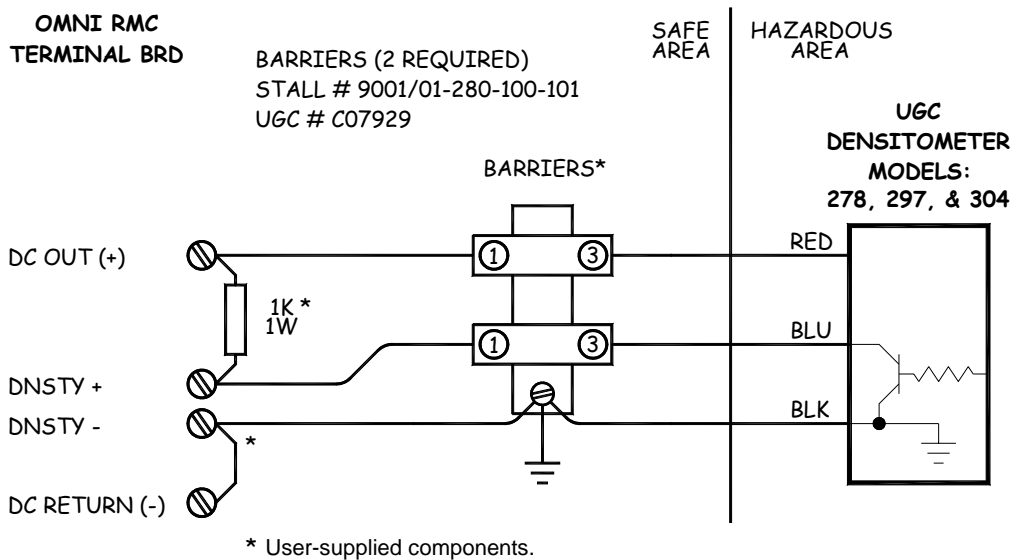 OMNI RMC
TERMINAL BRD
BARRIERS (2 REQUIRED)
STALL # 9001/01-280-100-101
UGC # C07929
SAFE
AREA
HAZARDOUS
AREA
UGC
DENSITOMETER
MODELS:
278, 297, & 304
BARRIERS*
DC OUT (+)
1
3
RED
1K *
1W
1
3
BLU
DNSTY +
DNSTY -
*
BLK
DC RETURN (-)
* User-supplied components.